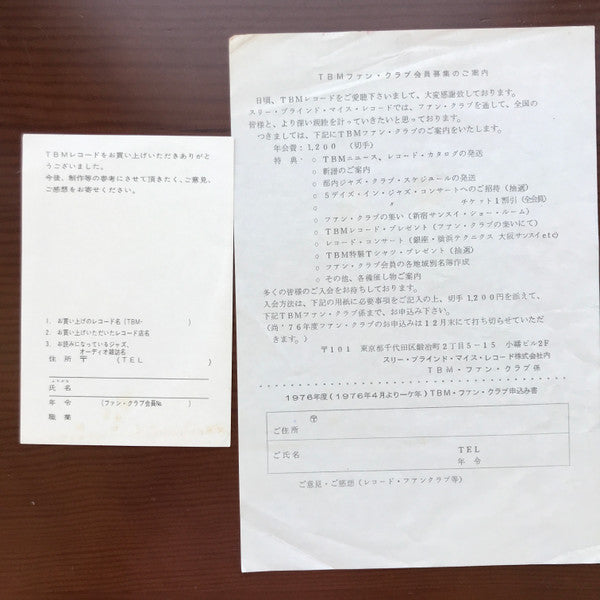 TBMレコードをお買い上げいただきありが
とうございました。
今後、制作等の参考にさせて頂きたく、ご意見、
ご感想をお寄せください。
1. お買い上げのレコード名(TBM-　　　)
2. お買い上げいただいたレコード店名
3. お読みになっているジャズ、
オーディオ雑誌名
住所 〒　　(TEL　　　)
ふりがな
氏名
年令　　(ファン・クラブ会員No.　　　)
職業
TBMファン・クラブ会員募集のご案内
日頃、TBMレコードをご愛聴下さいまして、大変感謝致しております。
スリー・ブラインド・マイス・レコードでは、ファン・クラブを通して、全国の
皆様と、より深い親睦を計っていきたいと思っております。
つきましては、下記にTBMファン・クラブのご案内をいたします。
年会費:1,200 (切手)
特典:○ TBMニュース、レコード・カタログの発送
○ 新譜のご案内
○ 都内ジャズ・クラブ・スケジュールの発送
○ 5デイズ・イン・ジャズ・コンサートへのご招待(抽選)
○ 〃 チケット1割引(全会員)
○ ファン・クラブの集い(新宿サンスイ・ショー・ルーム)
○ TBMレコード・プレゼント(ファン・クラブの集いにて)
○ レコード・コンサート(銀座・横浜テクニクス 大阪サンスイetc)
○ TBM特製Tシャツ・プレゼント(抽選)
○ ファン・クラブ会員の各地域別名簿作成
○ その他、各種催し物ご案内
多くの皆様のご入会をお待ちしております。
入会方法は、下記の用紙に必要事項をご記入の上、切手1,200円を添えて、
下記TBMファン・クラブ係まで、お申込み下さい。
(尚'76年度ファン・クラブのお申込みは12月末にて打ち切らせていただ
きます。)
〒101 東京都千代田区鍛冶町2丁目5-15 小礒ビル2F
スリー・ブラインド・マイス・レコード株式会社内
TBM・ファン・クラブ係
1976年度(1976年4月より一ケ年)TBM・ファン・クラブ申込み書
〒
ご住所
ご氏名　　TEL
年令
ご意見・ご感想(レコード・ファンクラブ等)